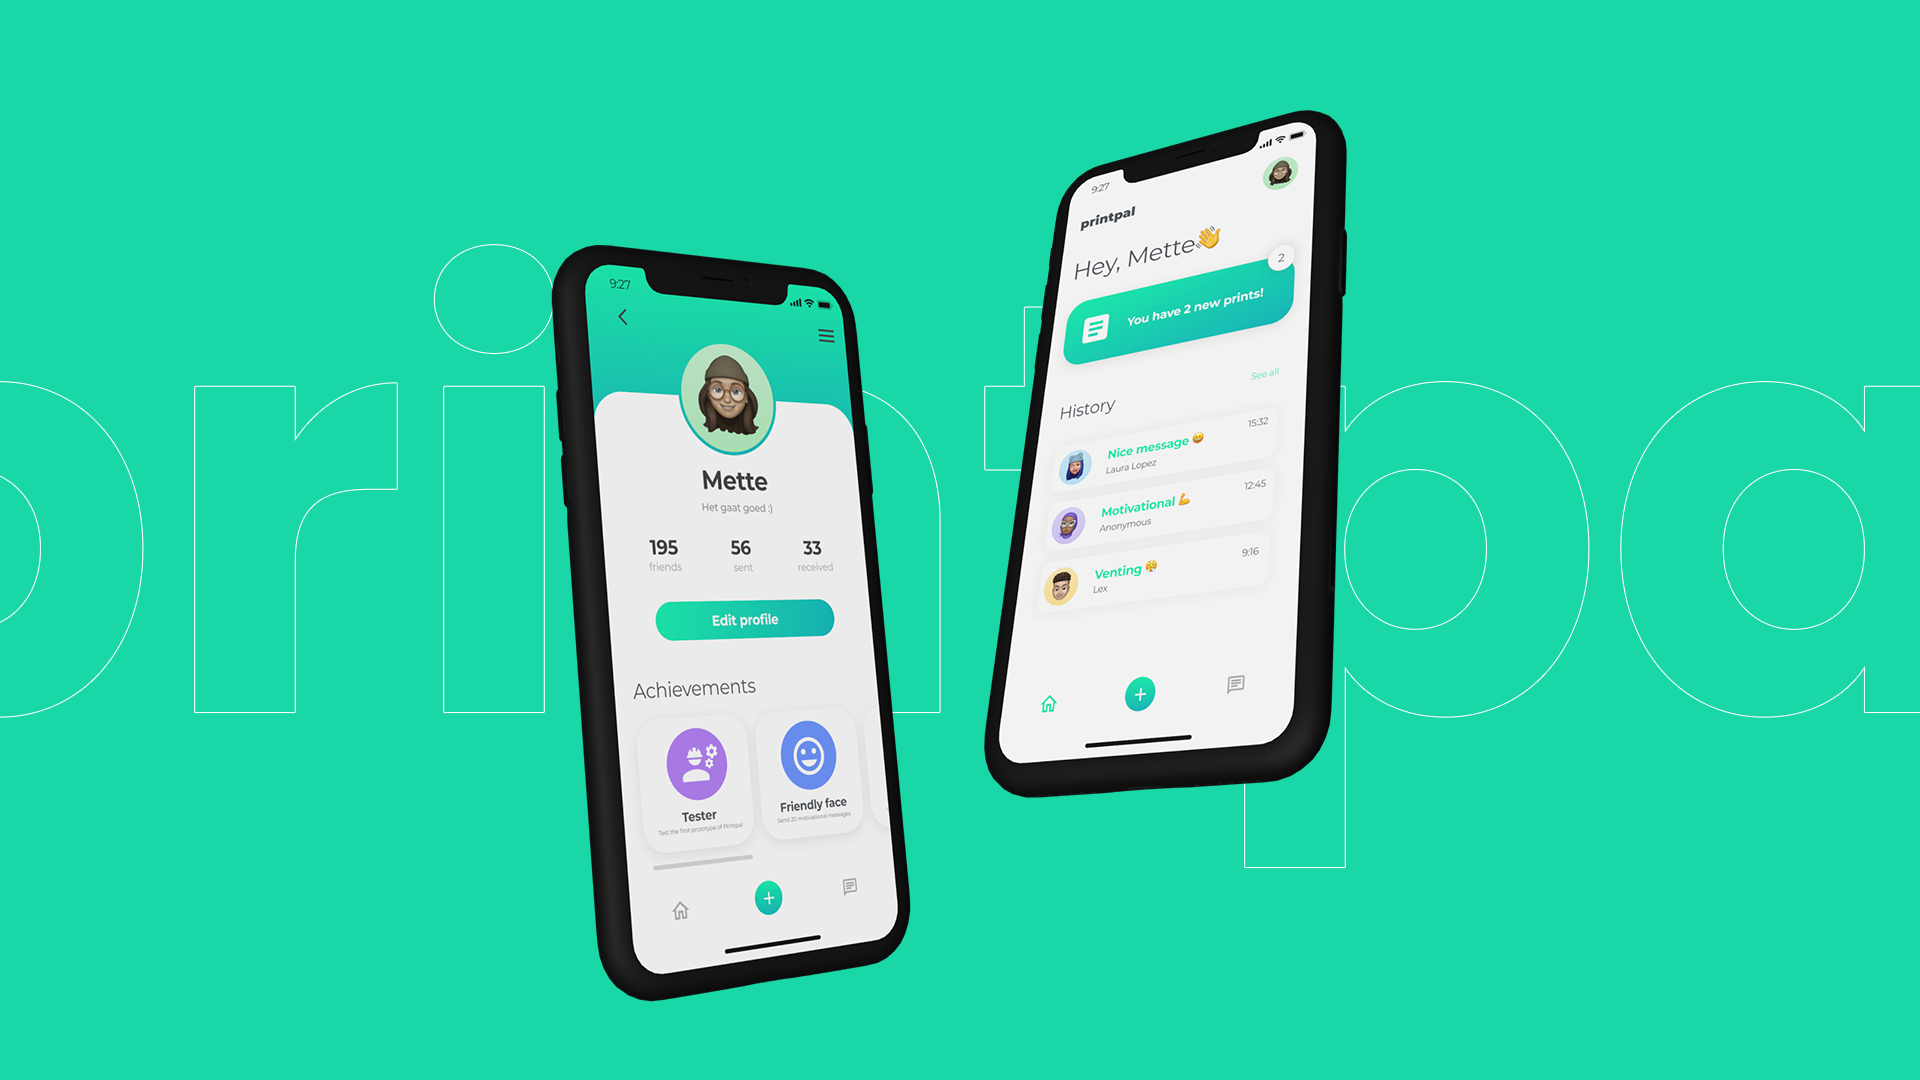 printpa
9:27
Mette
Het gaat goed :)
195
friends
56
sent
33
received
Edit profile
Achievements
Tester
Test the first prototype of Printpal
Friendly face
Send 20 motivational messages
9:27
printpal
Hey, Mette👋
2
You have 2 new prints!
See all
History
Nice message 😀
15:32
Laura Lopez
Motivational 💪
12:45
Anonymous
Venting 😤
9:16
Lex